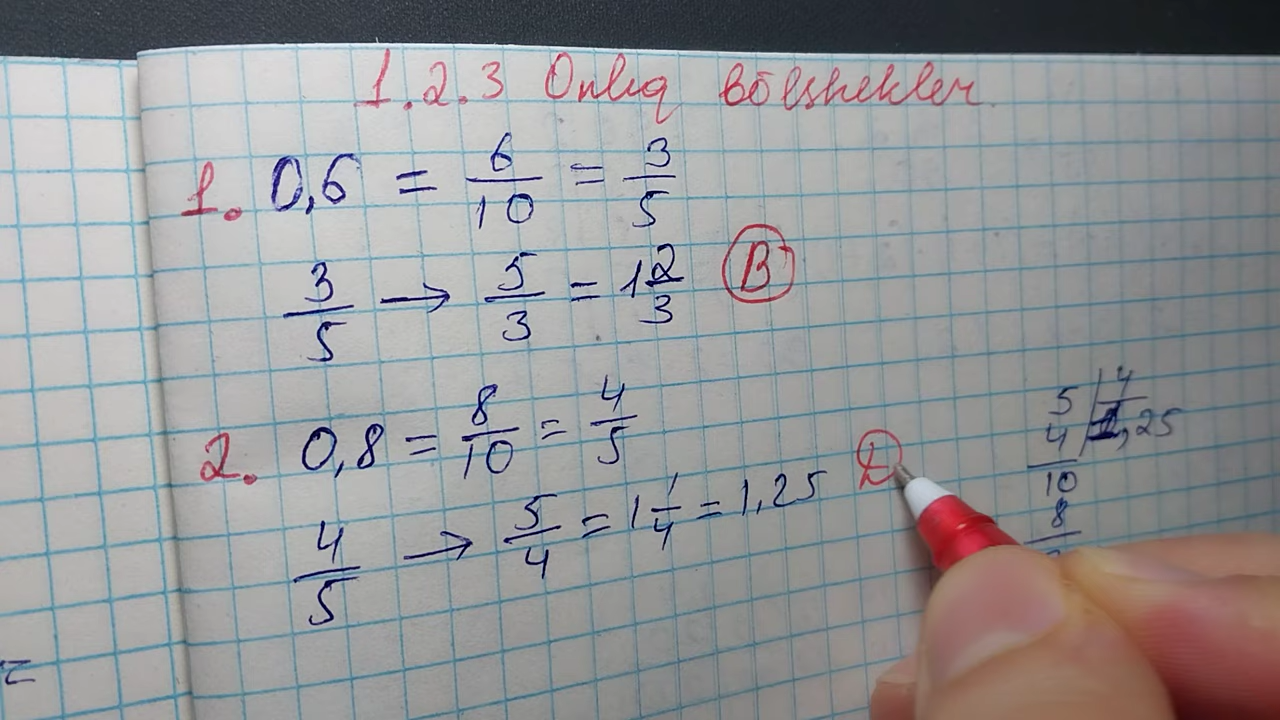 1.2.3 Onlıq bólshekler
1. 0,6 = 6/10 = 3/5
3/5 → 5/3 = 1 2/3 B
2. 0,8 = 8/10 = 4/5
4/5 → 5/4 = 1 1/4 = 1,25
5 | 4
4 | 1,25
10
8
=